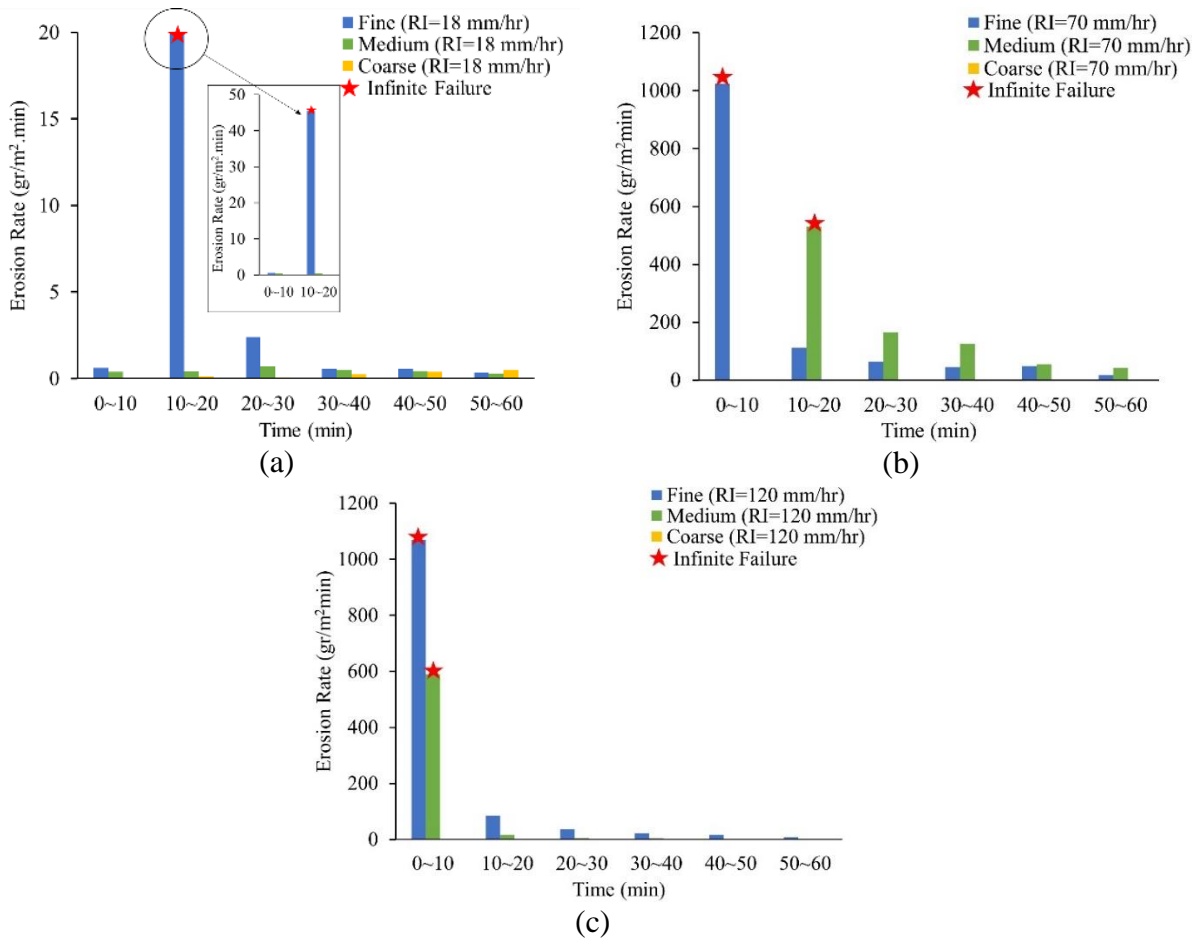 Fine (RI=18 mm/hr)
Medium (RI=18 mm/hr)
Coarse (RI=18 mm/hr)
Infinite Failure
Erosion Rate (gr/m².min)
20
15
10
5
0
Erosion Rate (gr/m².min)
50
40
30
20
10
0
0~10 10~20
0~10 10~20 20~30 30~40 40~50 50~60
Time (min)
(a)
Fine (RI=70 mm/hr)
Medium (RI=70 mm/hr)
Coarse (RI=70 mm/hr)
Infinite Failure
Erosion Rate (gr/m²min)
1200
1000
800
600
400
200
0
0~10 10~20 20~30 30~40 40~50 50~60
Time (min)
(b)
Fine (RI=120 mm/hr)
Medium (RI=120 mm/hr)
Coarse (RI=120 mm/hr)
Infinite Failure
Erosion Rate (gr/m²min)
1200
1000
800
600
400
200
0
0~10 10~20 20~30 30~40 40~50 50~60
Time (min)
(c)